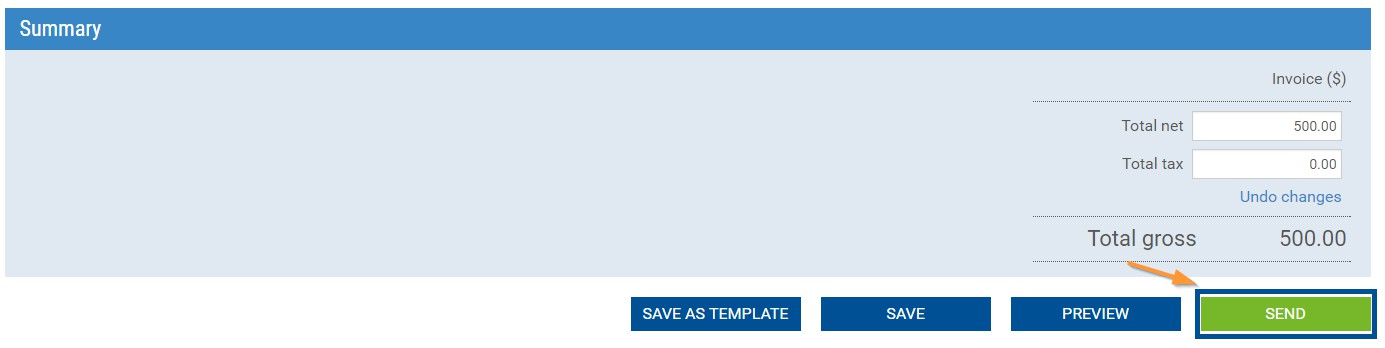 Summary
Invoice ($)
Total net 500.00
Total tax 0.00
Undo changes
Total gross 500.00
SAVE AS TEMPLATE SAVE PREVIEW SEND